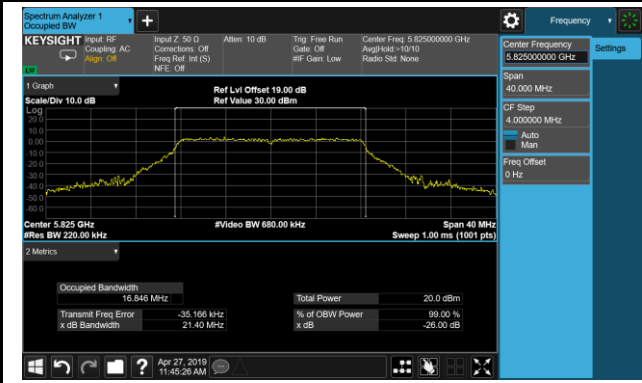 Spectrum Analyzer 1
Occupied BW
+
Frequency
KEYSIGHT
Input: RF
Coupling: AC
Align: Off
Input Z: 50 Ω
Corrections: Off
Freq Ref: Int (S)
NFE: Off
Atten: 10 dB
Trig: Free Run
Gate: Off
#IF Gain: Low
Center Freq: 5.825000000 GHz
Avg|Hold:>10/10
Radio Std: None
LM
1 Graph
Scale/Div 10.0 dB
Ref Lvl Offset 19.00 dB
Ref Value 30.00 dBm
Log
20.0
10.0
0.00
-10.0
-20.0
-30.0
-40.0
-50.0
-60.0
Center 5.825 GHz
#Res BW 220.00 kHz
#Video BW 680.00 kHz
Span 40 MHz
Sweep 1.00 ms (1001 pts)
2 Metrics
Occupied Bandwidth
16.846 MHz
Total Power 20.0 dBm
Transmit Freq Error -35.166 kHz
% of OBW Power 99.00 %
x dB Bandwidth 21.40 MHz
x dB -26.00 dB
Center Frequency
5.825000000 GHz
Settings
Span
40.000 MHz
CF Step
4.000000 MHz
Auto
Man
Freq Offset
0 Hz
?
Apr 27, 2019
11:45:26 AM